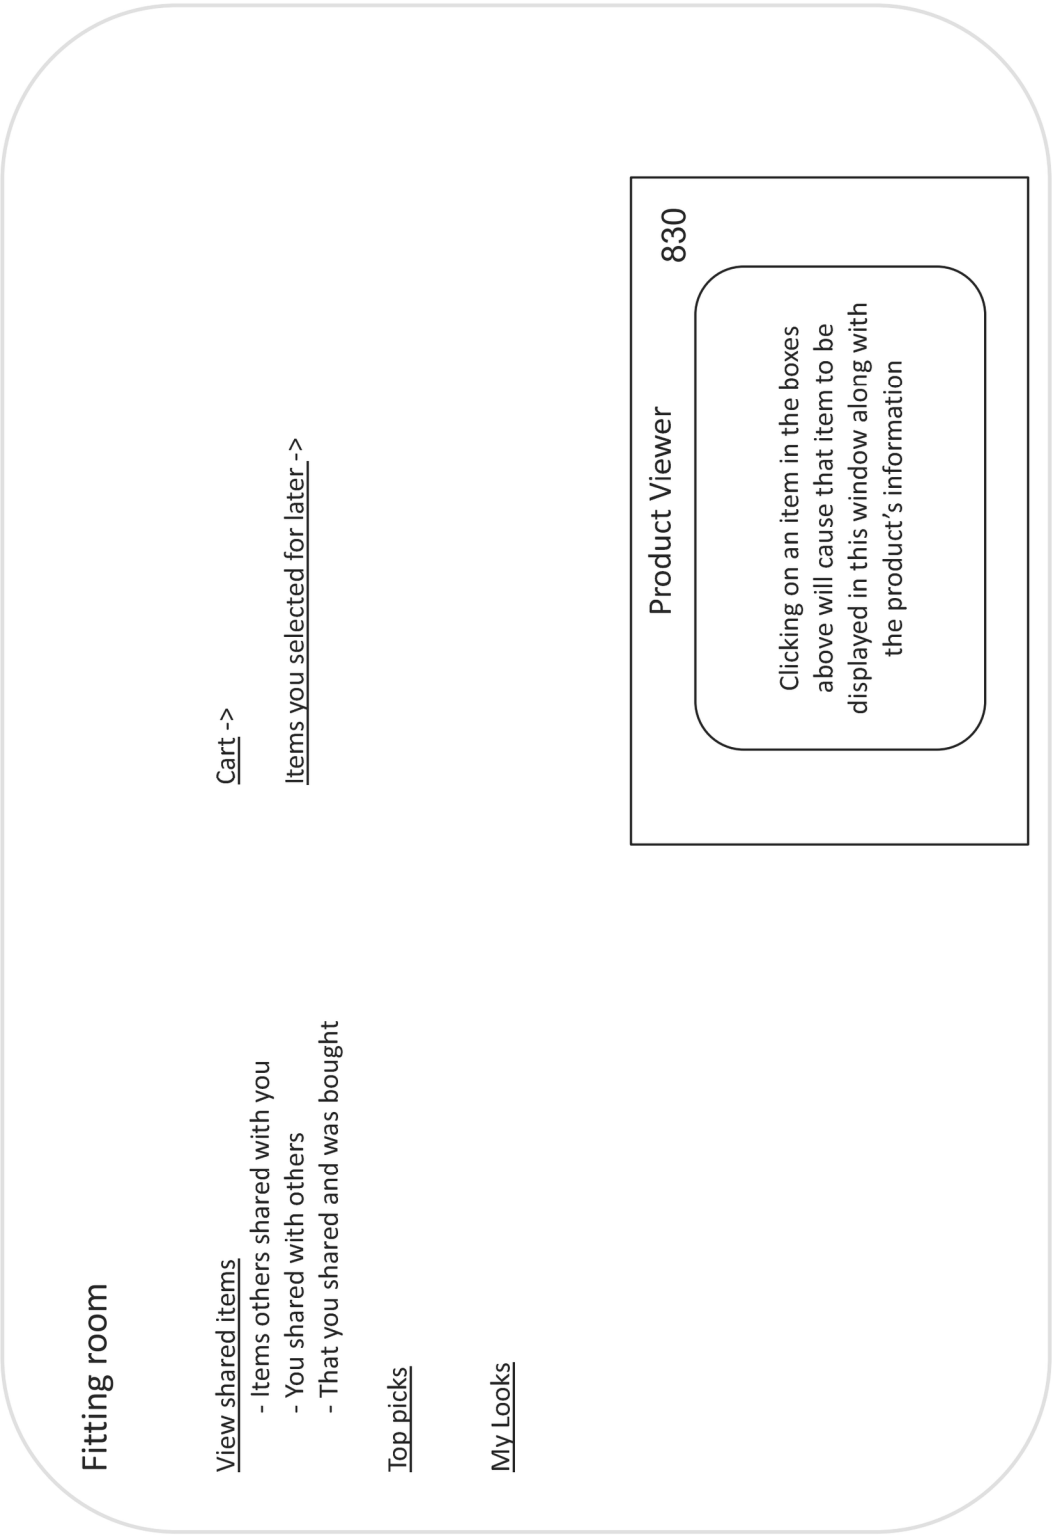 Fitting room
View shared items
- Items others shared with you
- You shared with others
- That you shared and was bought
Top picks
My Looks
Cart ->
Items you selected for later ->
Product Viewer
830
Clicking on an item in the boxes
above will cause that item to be
displayed in this window along with
the product’s information